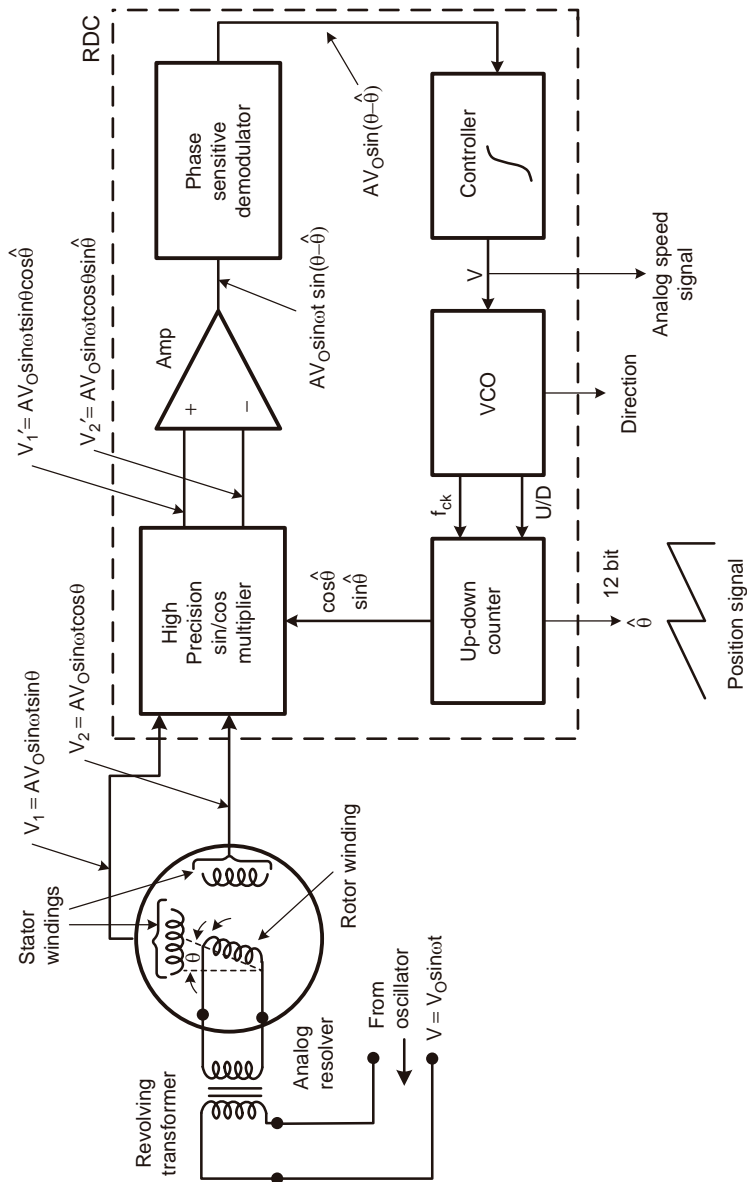 RDC
V₁ = AV₀sinωtsinθ
V₂ = AV₀sinωtcosθ
V₁′ = AV₀sinωtsinθcosθ̂
V₂′ = AV₀sinωtcosθsinθ̂
Stator
windings
θ
Rotor winding
Analog
resolver
Revolving
transformer
From
oscillator
V = V₀sinωt
High
Precision
sin/cos
multiplier
Amp
+
−
AV₀sinωt sin(θ-θ̂)
Phase
sensitive
demodulator
AV₀sin(θ-θ̂)
Controller
∫
V
Analog speed
signal
VCO
Direction
f_ck
U/D
Up-down
counter
cosθ̂
sinθ̂
12 bit
θ̂
Position signal